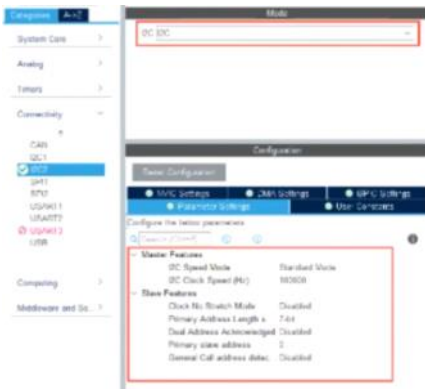 Categories A->Z
System Core
Analog
Timers
Connectivity
CAN
I2C1
I2C2
SPI1
SPI2
USART1
USART2
USART3
USB
Computing
Middleware and So...
Mode
I2C I2C
Configuration
Reset Configuration
NVIC Settings DMA Settings GPIO Settings
Parameter Settings User Constants
Configure the below parameters
Search (Ctrl+F)
Master Features
I2C Speed Mode Standard Mode
I2C Clock Speed (Hz) 100000
Slave Features
Clock No Stretch Mode Disabled
Primary Address Length s 7-bit
Dual Address Acknowledged Disabled
Primary slave address 0
General Call address detec. Disabled